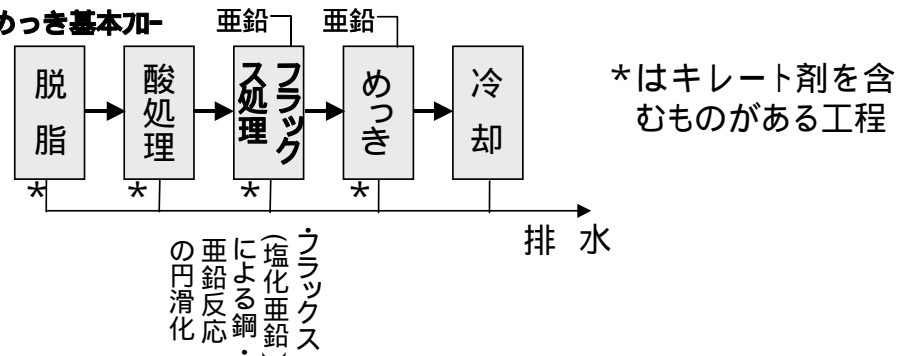 めっき基本フロー
亜鉛
亜鉛
脱脂
酸処理
フラック
ス処理
めっき
冷却
*はキレート剤を含
むものがある工程
*
*
*
*
排 水
・フラックス
(塩化亜鉛)
による鋼・
亜鉛反応
の円滑化